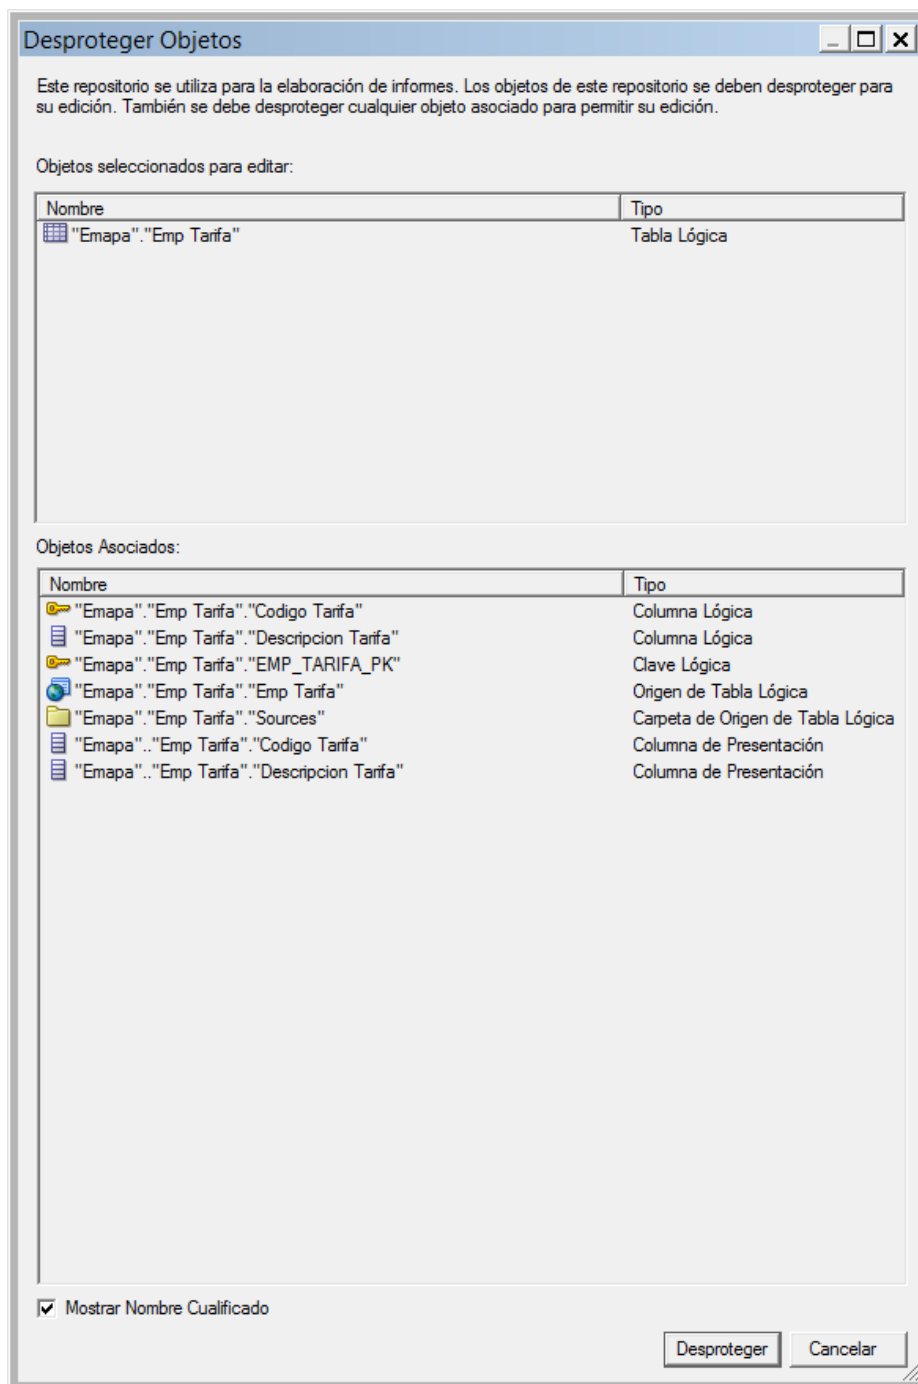 Desproteger Objetos
Este repositorio se utiliza para la elaboración de informes. Los objetos de este repositorio se deben desproteger para
su edición. También se debe desproteger cualquier objeto asociado para permitir su edición.
Objetos seleccionados para editar:
Nombre Tipo
"Emapa"."Emp Tarifa" Tabla Lógica
Objetos Asociados:
Nombre Tipo
"Emapa"."Emp Tarifa"."Codigo Tarifa" Columna Lógica
"Emapa"."Emp Tarifa"."Descripcion Tarifa" Columna Lógica
"Emapa"."Emp Tarifa"."EMP_TARIFA_PK" Clave Lógica
"Emapa"."Emp Tarifa"."Emp Tarifa" Origen de Tabla Lógica
"Emapa"."Emp Tarifa"."Sources" Carpeta de Origen de Tabla Lógica
"Emapa".."Emp Tarifa"."Codigo Tarifa" Columna de Presentación
"Emapa".."Emp Tarifa"."Descripcion Tarifa" Columna de Presentación
Mostrar Nombre Cualificado
Desproteger Cancelar